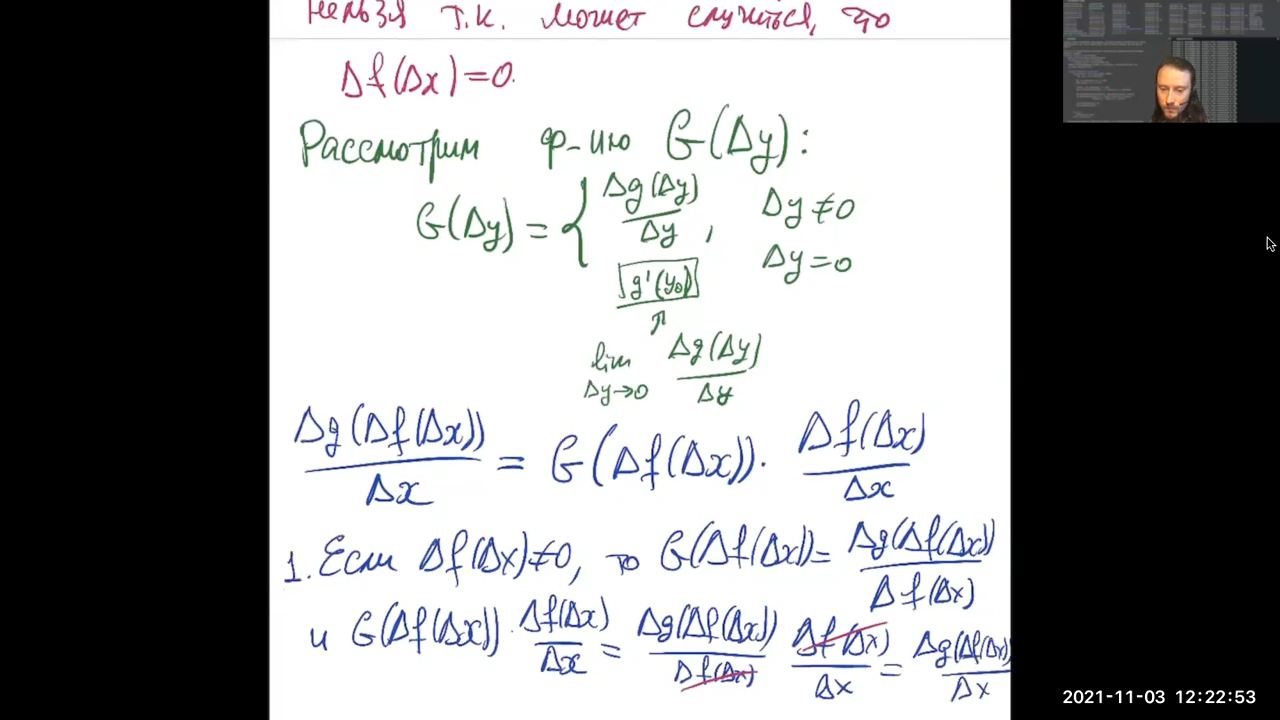 нельзя т.к. может случиться, что
Δf(Δx)=0.
Рассмотрим ф-ию G(Δy):
G(Δy) = { Δg(Δy)/Δy, Δy≠0
g'(y₀) Δy=0
↑
lim Δy→0 Δg(Δy)/Δy
Δg(Δf(Δx))/Δx = G(Δf(Δx))· Δf(Δx)/Δx
1. Если Δf(Δx)≠0, то G(Δf(Δx))= Δg(Δf(Δx))/Δf(Δx)
и G(Δf(Δx))·Δf(Δx)/Δx = Δg(Δf(Δx))/Δf(Δx) Δf(Δx)/Δx = Δg(Δf(Δx))/Δx
2021-11-03 12:22:53